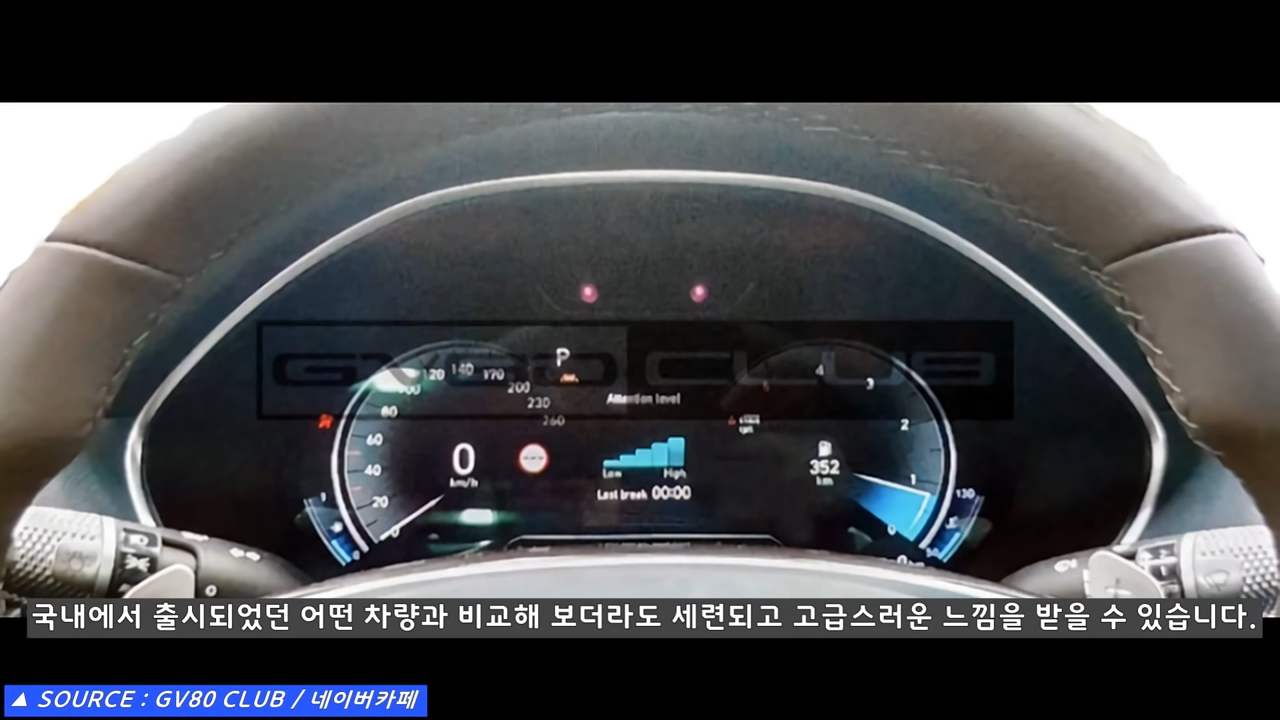 GV80 CLUB
P
120 140 170
100
200
80
230
260
60
40
20
0
0
km/h
Attention level
Low High
Last break 00:00
4
3
2
1
0
352
km
130
1
0
국내에서 출시되었던 어떤 차량과 비교해 보더라도 세련되고 고급스러운 느낌을 받을 수 있습니다.
▲ SOURCE : GV80 CLUB / 네이버카페